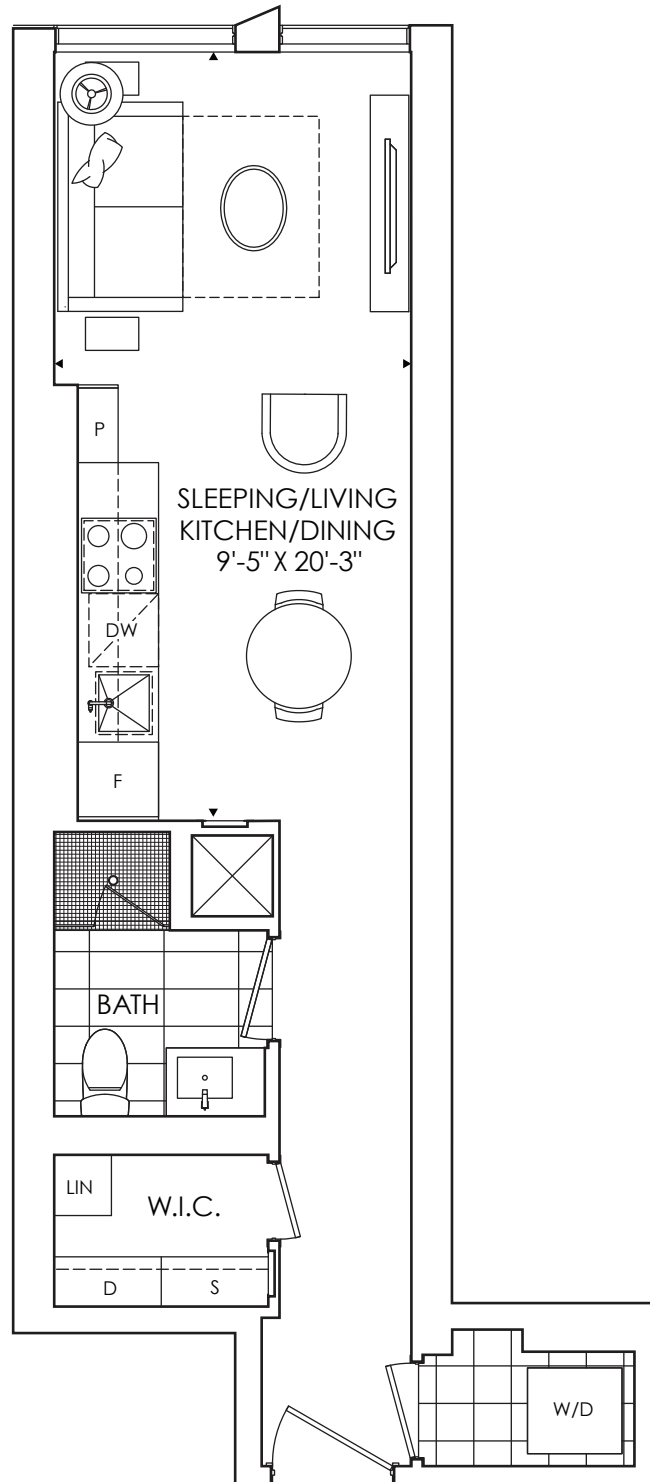 P
SLEEPING/LIVING
KITCHEN/DINING
9'-5" X 20'-3"
DW
F
BATH
LIN
W.I.C.
D
S
W/D